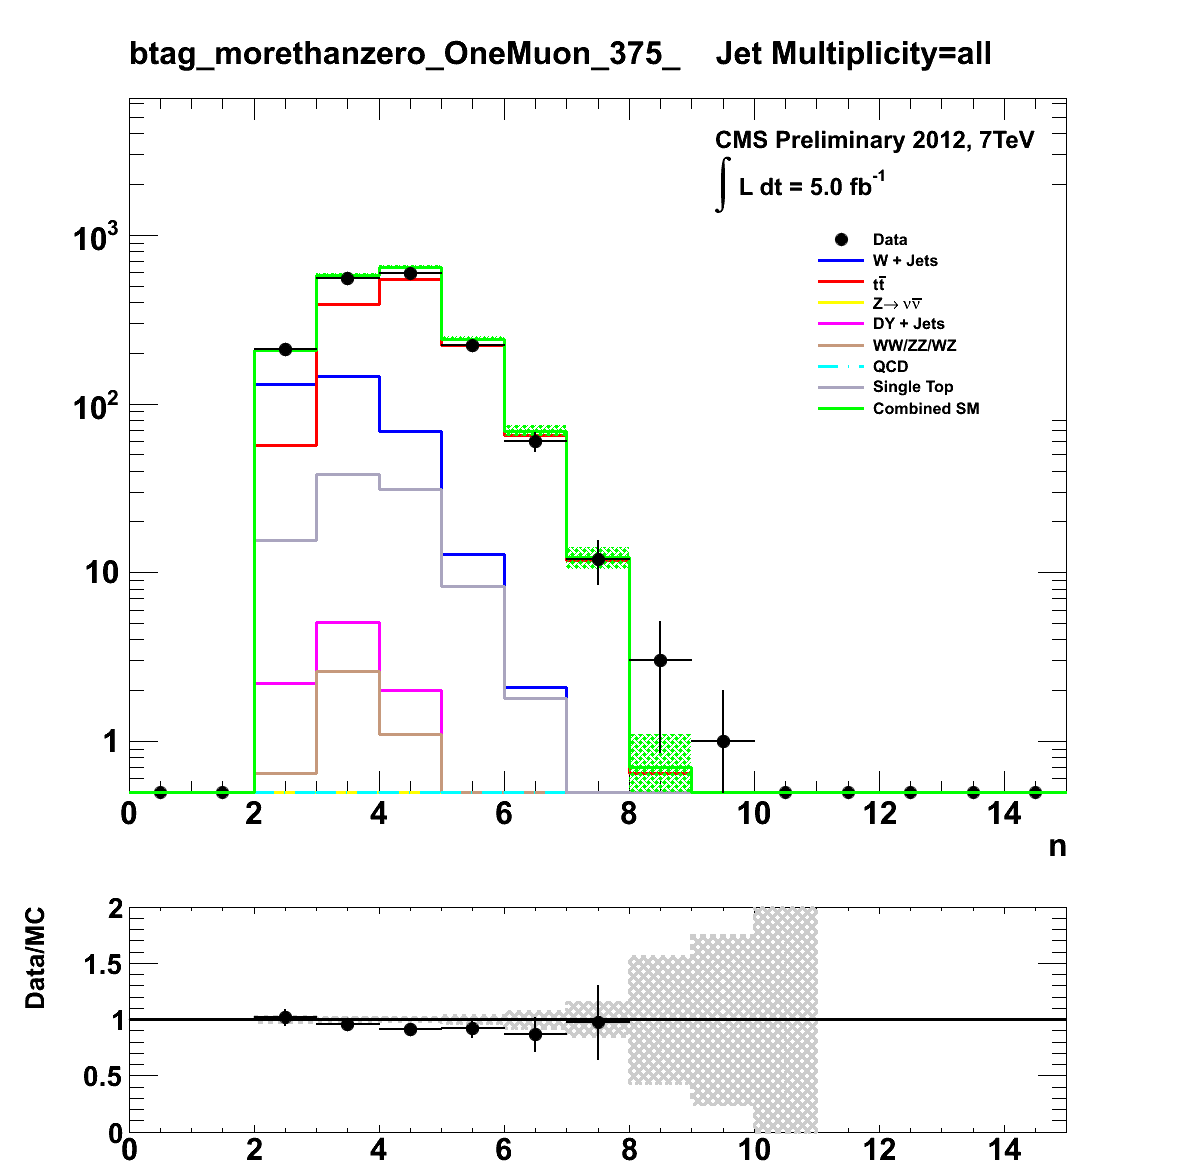 btag_morethanzero_OneMuon_375_ Jet Multiplicity=all
CMS Preliminary 2012, 7TeV
∫ L dt = 5.0 fb⁻¹
Data
W + Jets
tt̅
Z→ νν̅
DY + Jets
WW/ZZ/WZ
QCD
Single Top
Combined SM
10³
10²
10
1
0 2 4 6 8 10 12 14
n
Data/MC
2
1.5
1
0.5
0
0 2 4 6 8 10 12 14